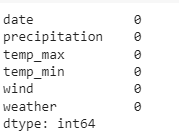 date 0
precipitation 0
temp_max 0
temp_min 0
wind 0
weather 0
dtype: int64